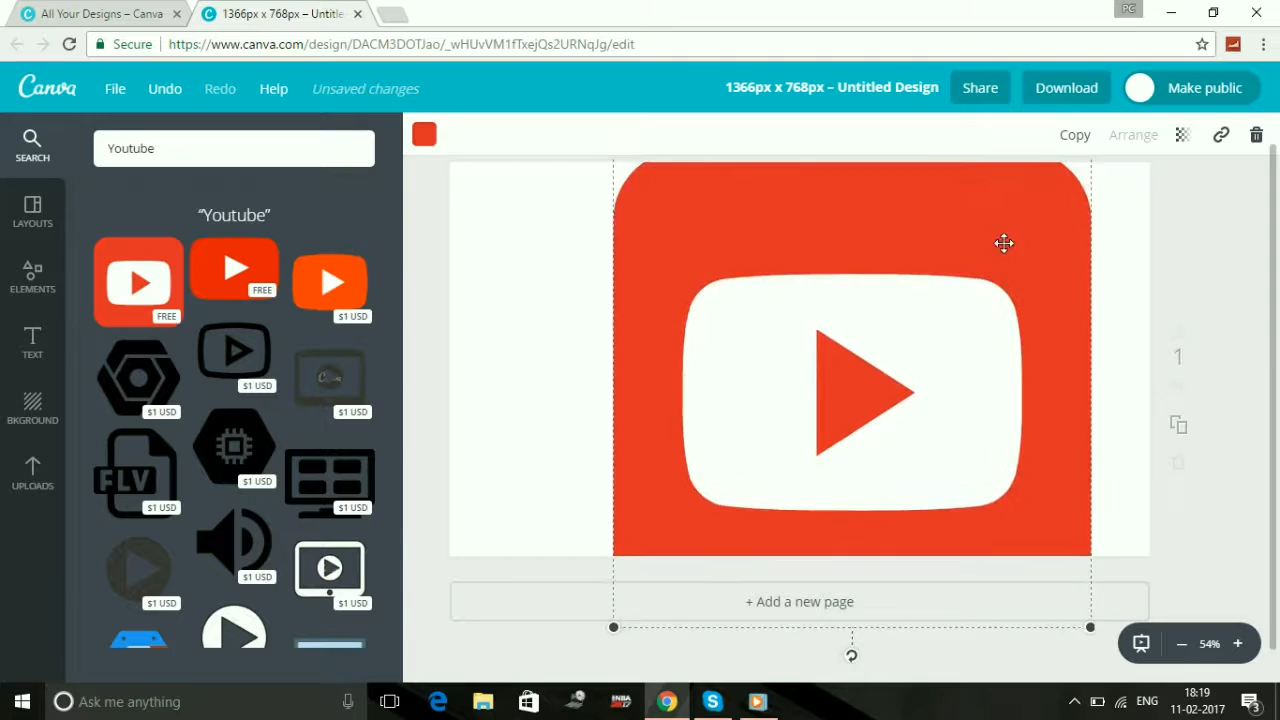 All Your Designs – Canva
1366px x 768px – Untitle
PC
Secure
https://www.canva.com/design/DACM3DOTJao/_wHUvVM1fTxejQs2URNqJg/edit
Canva
File
Undo
Redo
Help
Unsaved changes
1366px x 768px – Untitled Design
Share
Download
Make public
SEARCH
Youtube
Copy
Arrange
LAYOUTS
“Youtube”
FREE
FREE
$1 USD
ELEMENTS
TEXT
$1 USD
$1 USD
$1 USD
1
BKGROUND
FLV
$1 USD
$1 USD
$1 USD
UPLOADS
$1 USD
$1 USD
$1 USD
+ Add a new page
54%
Ask me anything
ENG
18:19
11-02-2017
3